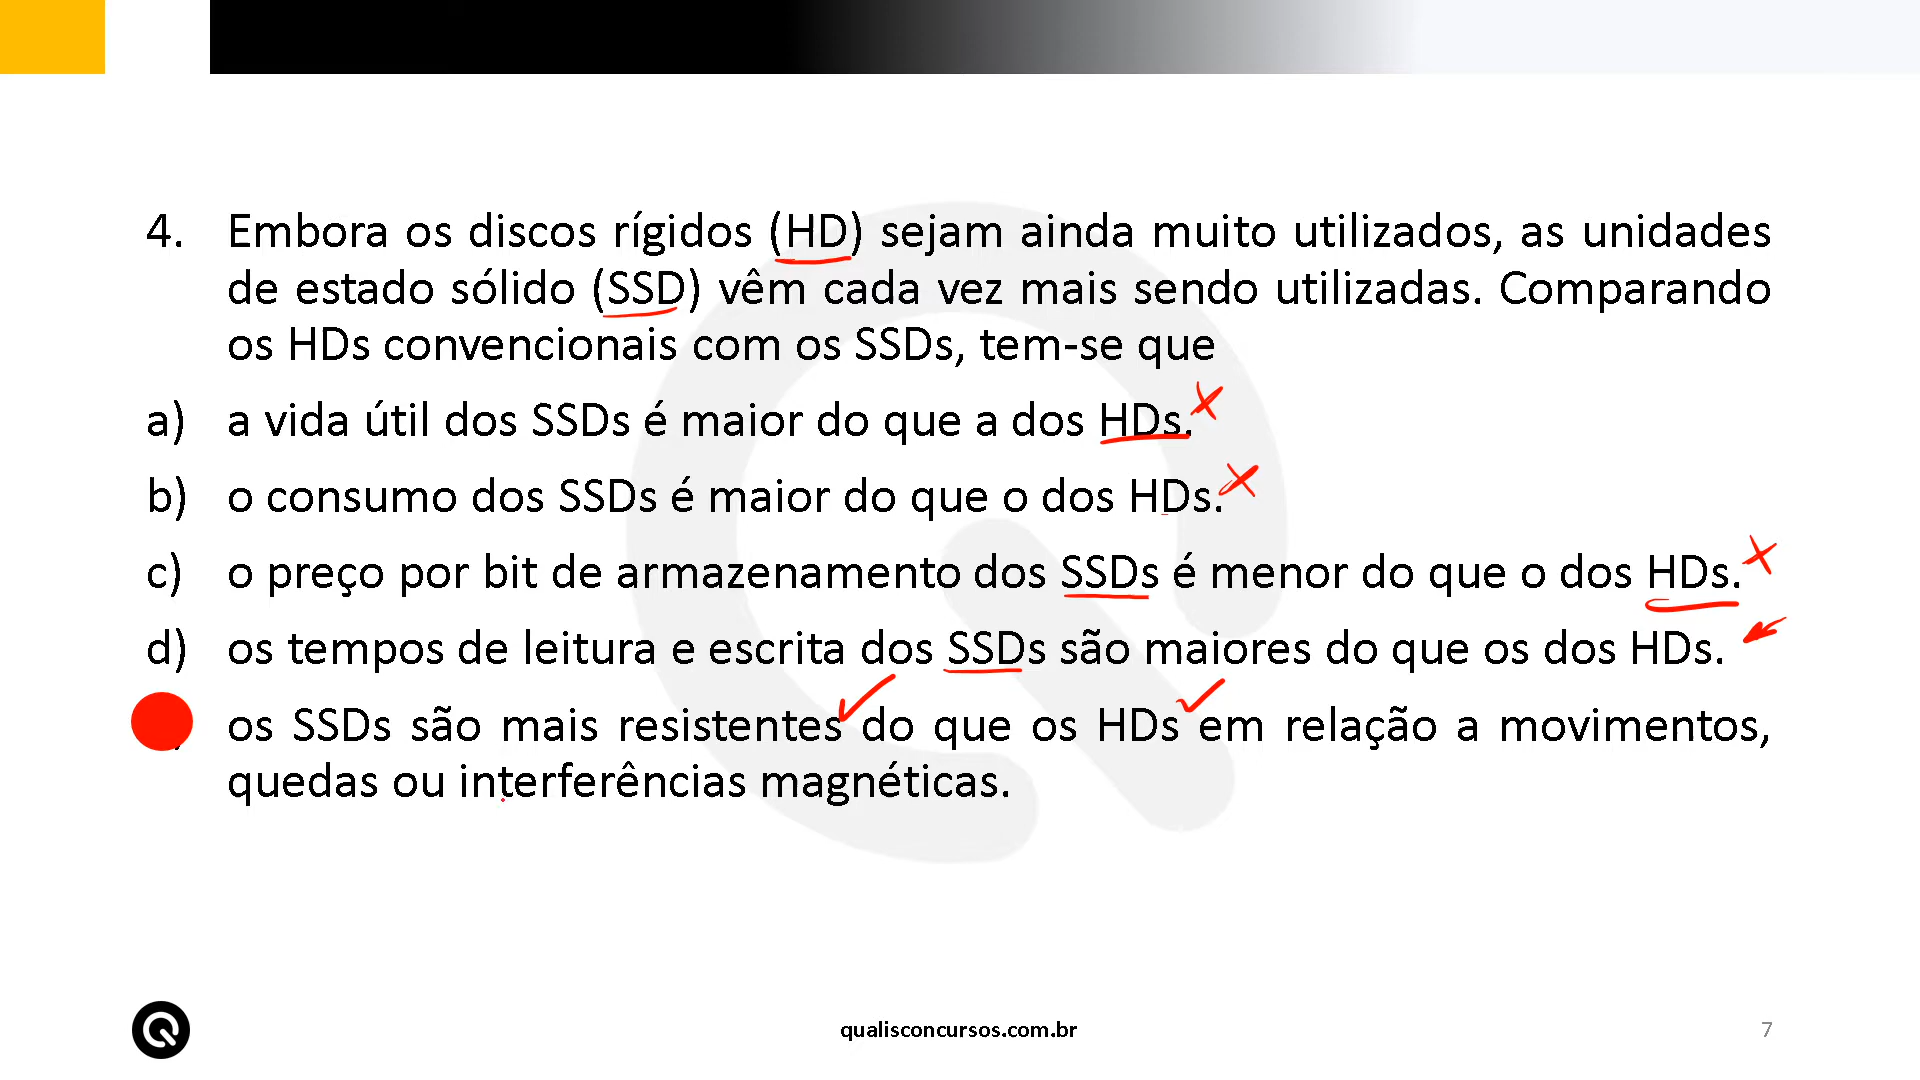 4. Embora os discos rígidos (HD) sejam ainda muito utilizados, as unidades
de estado sólido (SSD) vêm cada vez mais sendo utilizadas. Comparando
os HDs convencionais com os SSDs, tem-se que
a) a vida útil dos SSDs é maior do que a dos HDs.
b) o consumo dos SSDs é maior do que o dos HDs.
c) o preço por bit de armazenamento dos SSDs é menor do que o dos HDs.
d) os tempos de leitura e escrita dos SSDs são maiores do que os dos HDs.
os SSDs são mais resistentes do que os HDs em relação a movimentos,
quedas ou interferências magnéticas.
qualisconcursos.com.br
7